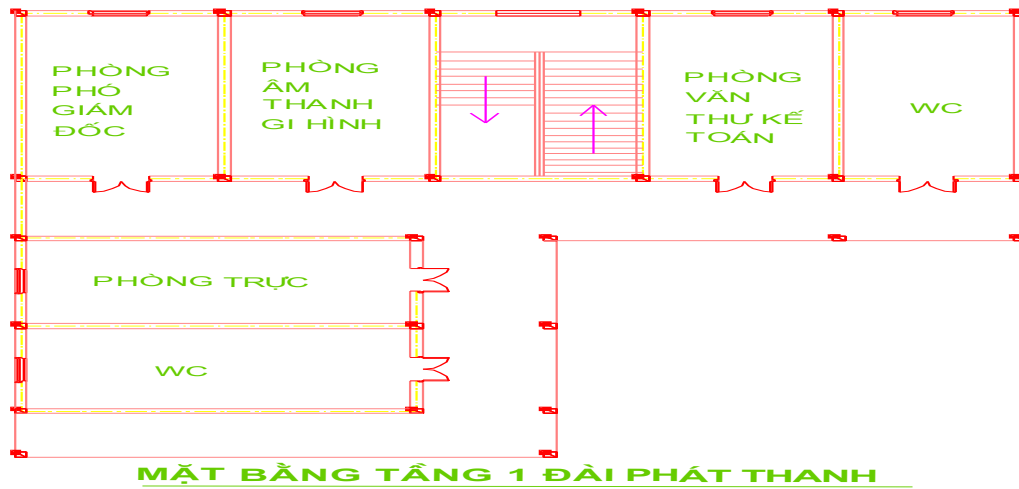 PHÒNG
PHÓ
GIÁM
ĐỐC
PHÒNG
ÂM
THANH
GI HÌNH
PHÒNG
VĂN
THƯ KẾ
TOÁN
WC
PHÒNG TRỰC
WC
MẶT BẰNG TẦNG 1 ĐÀI PHÁT THANH